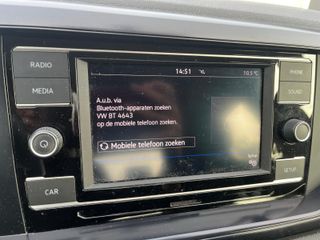 RADIO
MEDIA
CAR
14:51
10.5 °C
A.u.b. via
Bluetooth-apparaten zoeken
VW BT 4643
op de mobiele telefoon zoeken.
Mobiele telefoon zoeken
PHONE
SOUND
SETUP